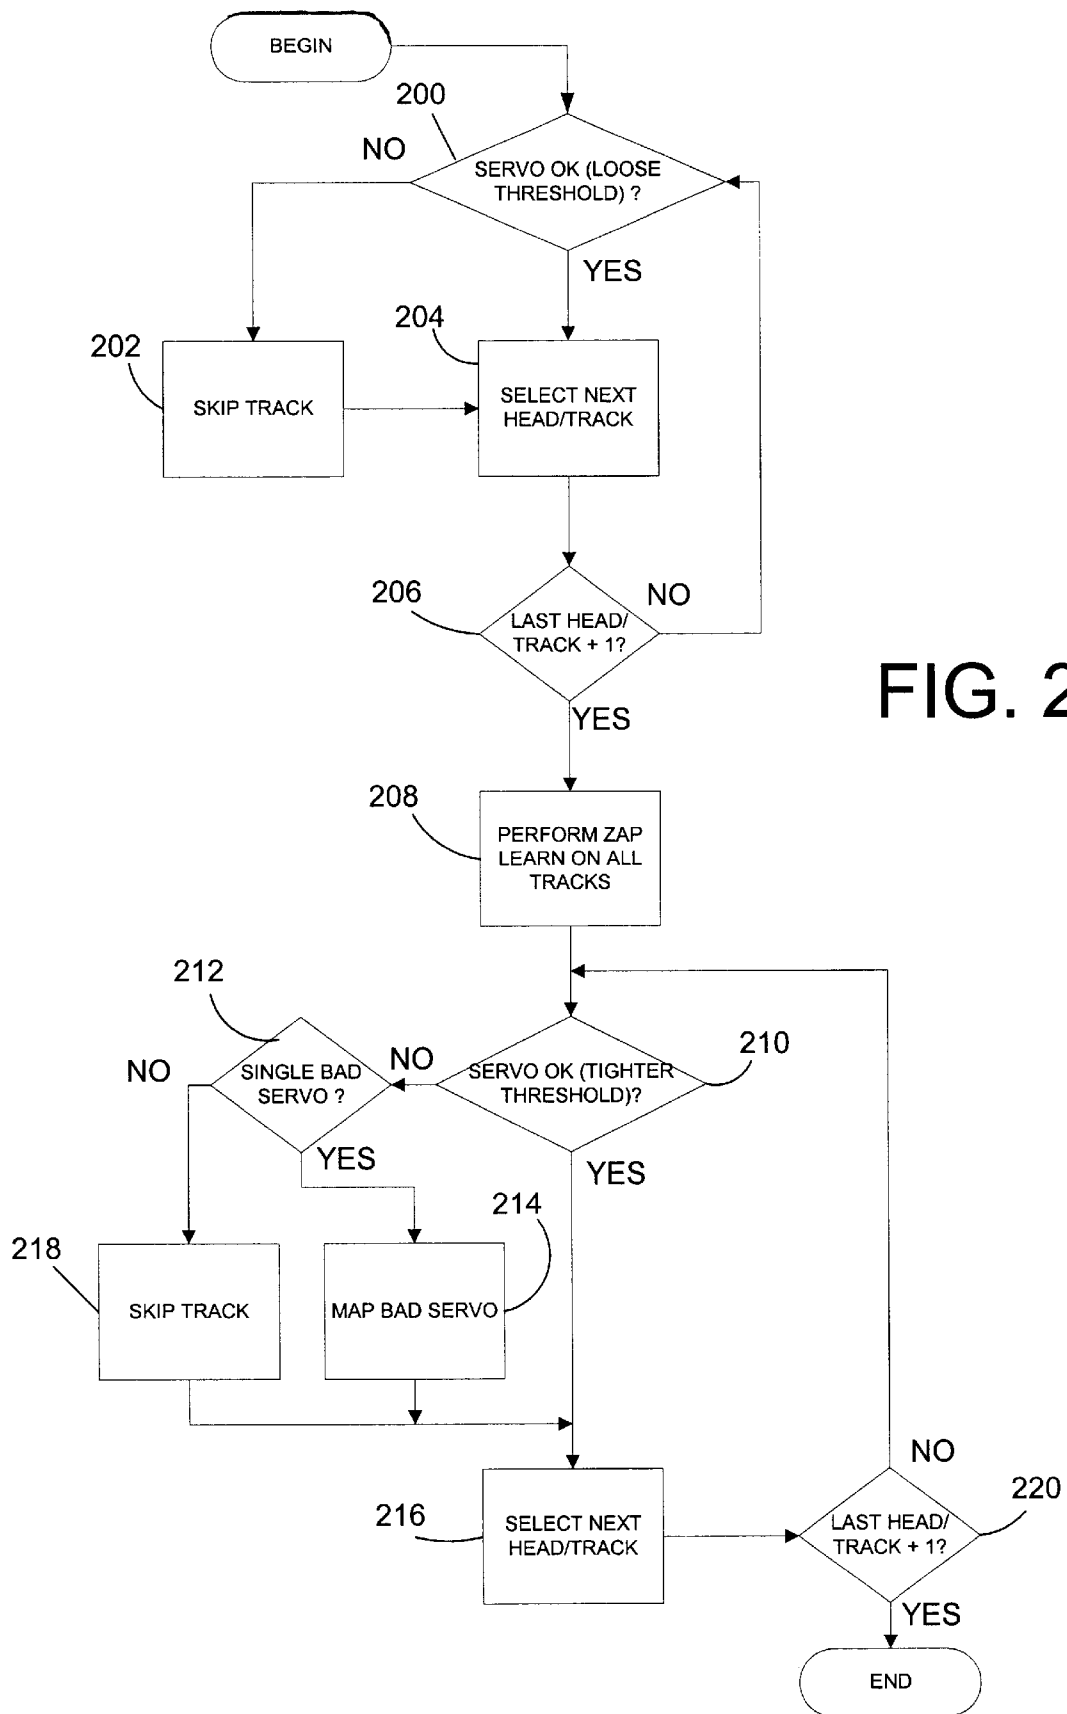 BEGIN
200
NO
SERVO OK (LOOSE
THRESHOLD) ?
YES
202
204
SKIP TRACK
SELECT NEXT
HEAD/TRACK
206
NO
LAST HEAD/
TRACK + 1?
YES
FIG. 2
208
PERFORM ZAP
LEARN ON ALL
TRACKS
212
210
NO
SINGLE BAD
SERVO ?
NO
SERVO OK (TIGHTER
THRESHOLD)?
YES
YES
218
214
SKIP TRACK
MAP BAD SERVO
NO
216
220
SELECT NEXT
HEAD/TRACK
LAST HEAD/
TRACK + 1?
YES
END